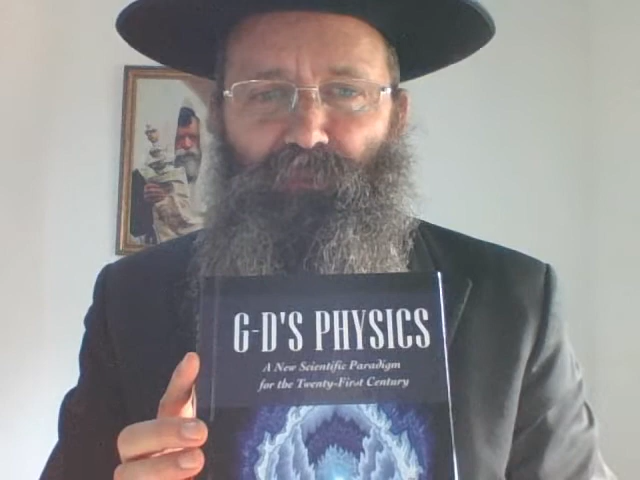 G-D'S PHYSICS
A New Scientific Paradigm
for the Twenty-First Century